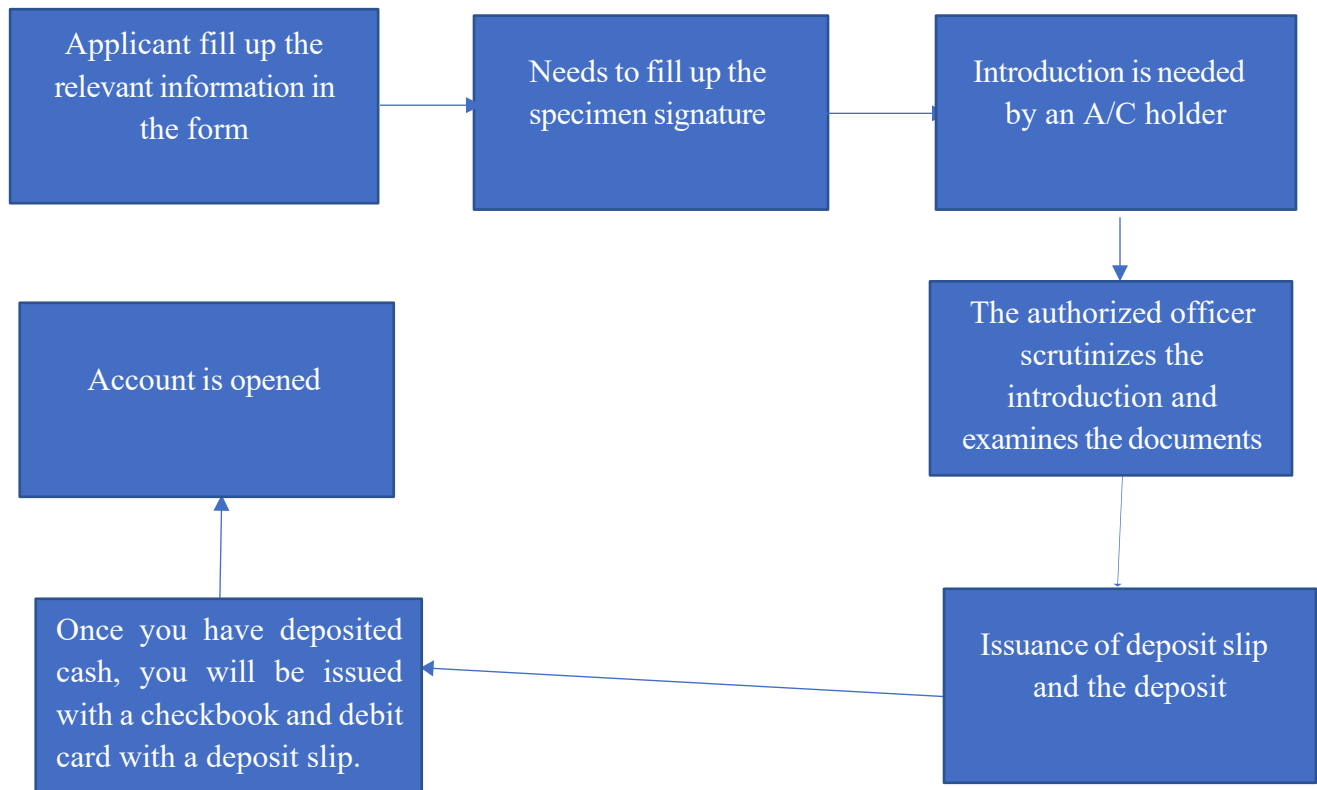 Applicant fill up the
relevant information in
the form
Needs to fill up the
specimen signature
Introduction is needed
by an A/C holder
The authorized officer
scrutinizes the
introduction and
examines the documents
Issuance of deposit slip
and the deposit
Once you have deposited
cash, you will be issued
with a checkbook and debit
card with a deposit slip.
Account is opened